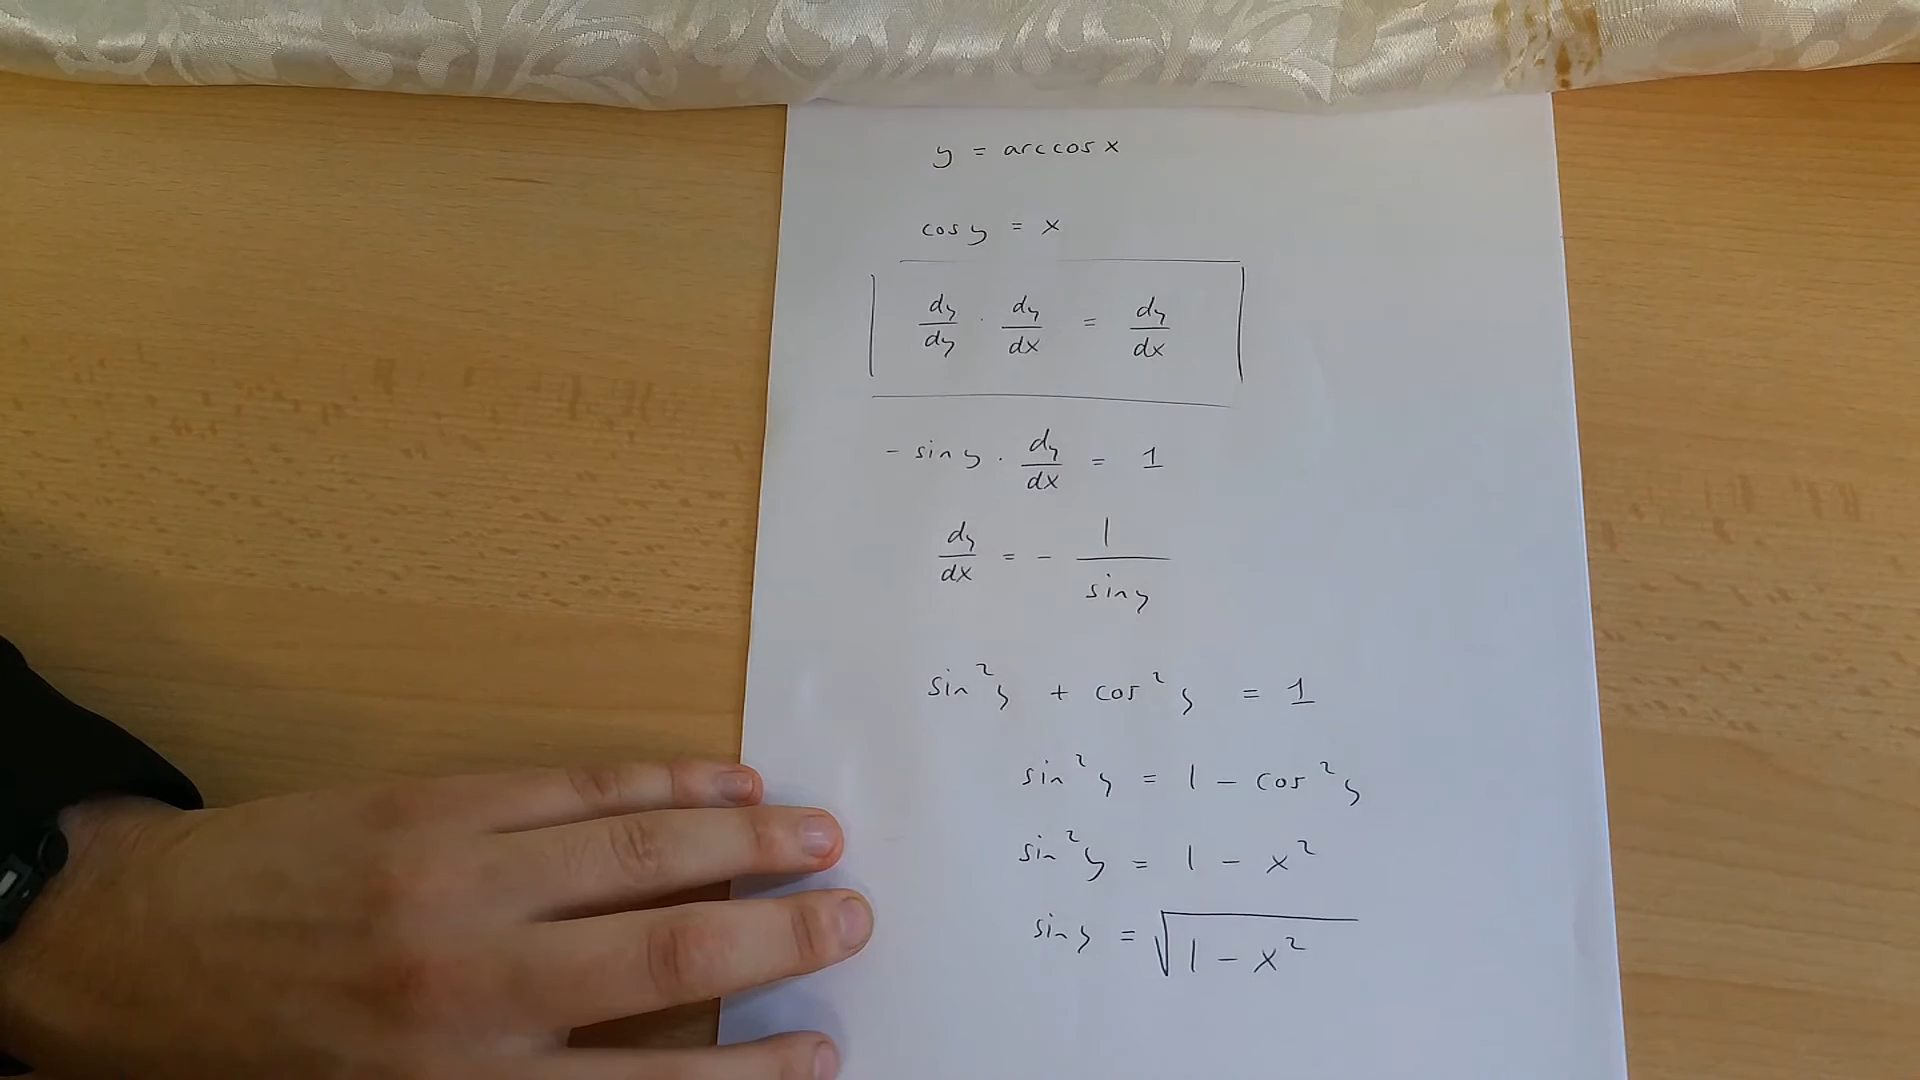 y = arccos x
cos y = x
dy/dy · dy/dx = dy/dx
- sin y · dy/dx = 1
dy/dx = - 1/sin y
sin²y + cos²y = 1
sin²y = 1 - cos²y
sin²y = 1 - x²
sin y = √(1 - x²)